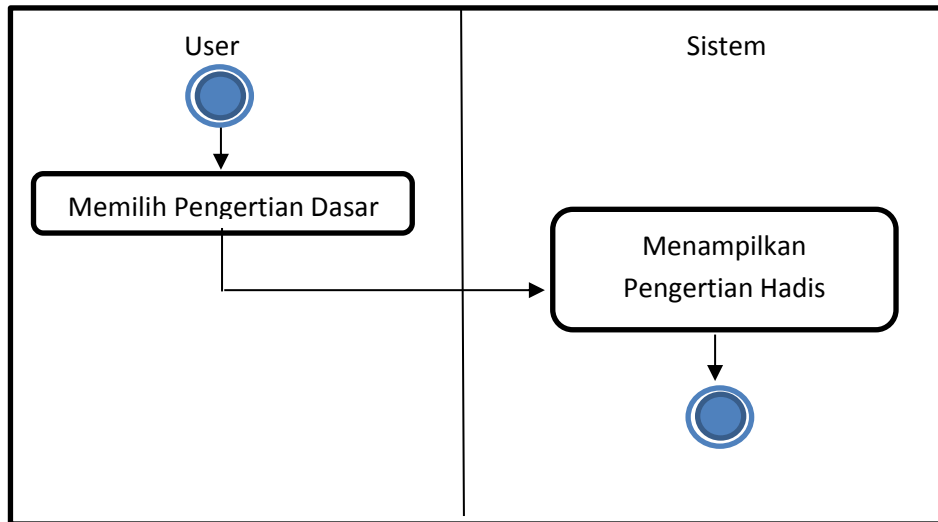 User
Sistem
Memilih Pengertian Dasar
Menampilkan
Pengertian Hadis